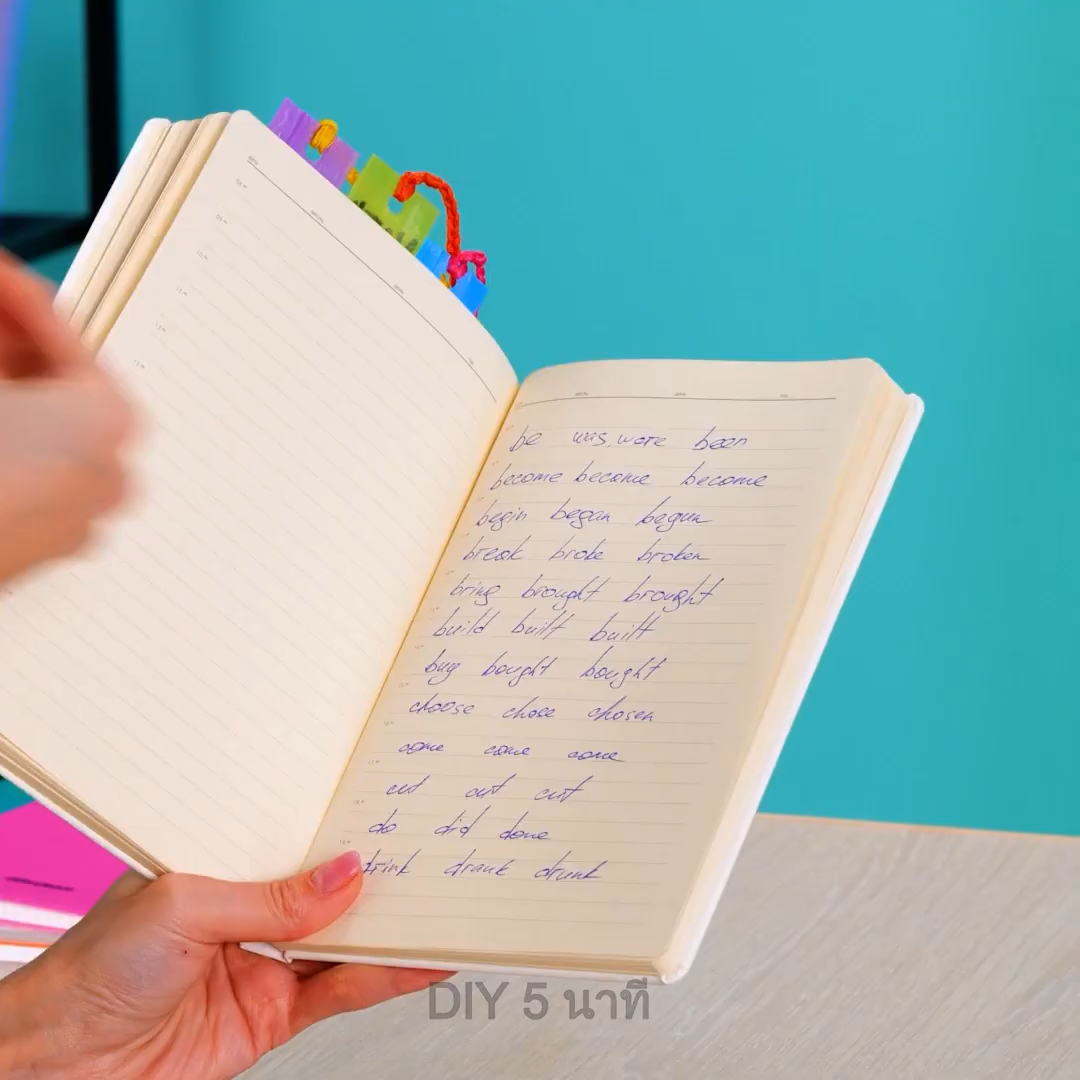 be was, were been
become became become
begin began begun
break broke broken
bring brought brought
build built built
buy bought bought
choose chose chosen
come came come
cut cut cut
do did done
drink drank drunk
DIY 5 นาที